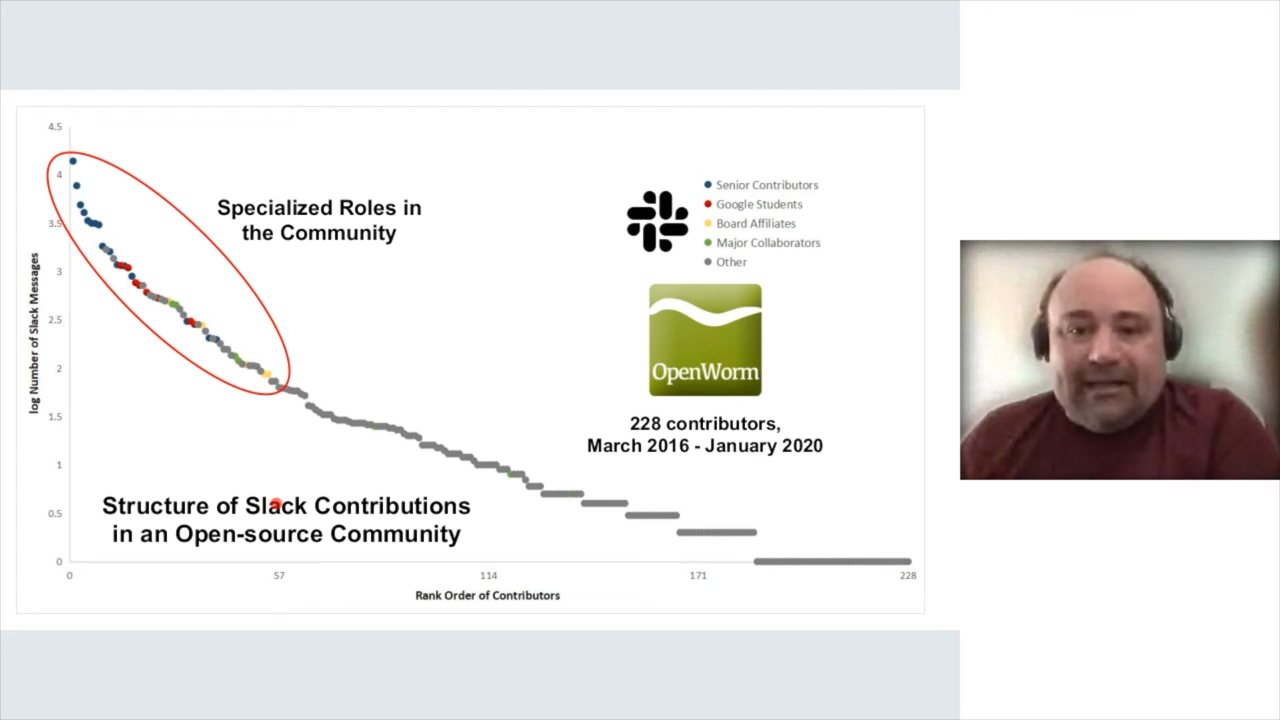 4.5
4
3.5
3
2.5
2
1.5
1
0.5
0
0
57
114
171
228
log Number of Slack Messages
Rank Order of Contributors
Specialized Roles in
the Community
Senior Contributors
Google Students
Board Affiliates
Major Collaborators
Other
OpenWorm
228 contributors,
March 2016 - January 2020
Structure of Slack Contributions
in an Open-source Community